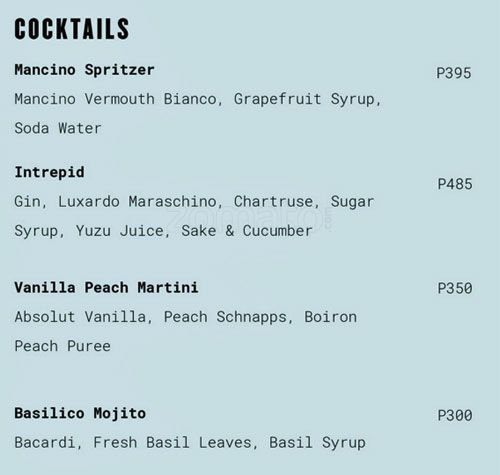 COCKTAILS
Mancino Spritzer P395
Mancino Vermouth Bianco, Grapefruit Syrup,
Soda Water
Intrepid P485
Gin, Luxardo Maraschino, Chartruse, Sugar
Syrup, Yuzu Juice, Sake & Cucumber
zomato.com
Vanilla Peach Martini P350
Absolut Vanilla, Peach Schnapps, Boiron
Peach Puree
Basilico Mojito P300
Bacardi, Fresh Basil Leaves, Basil Syrup